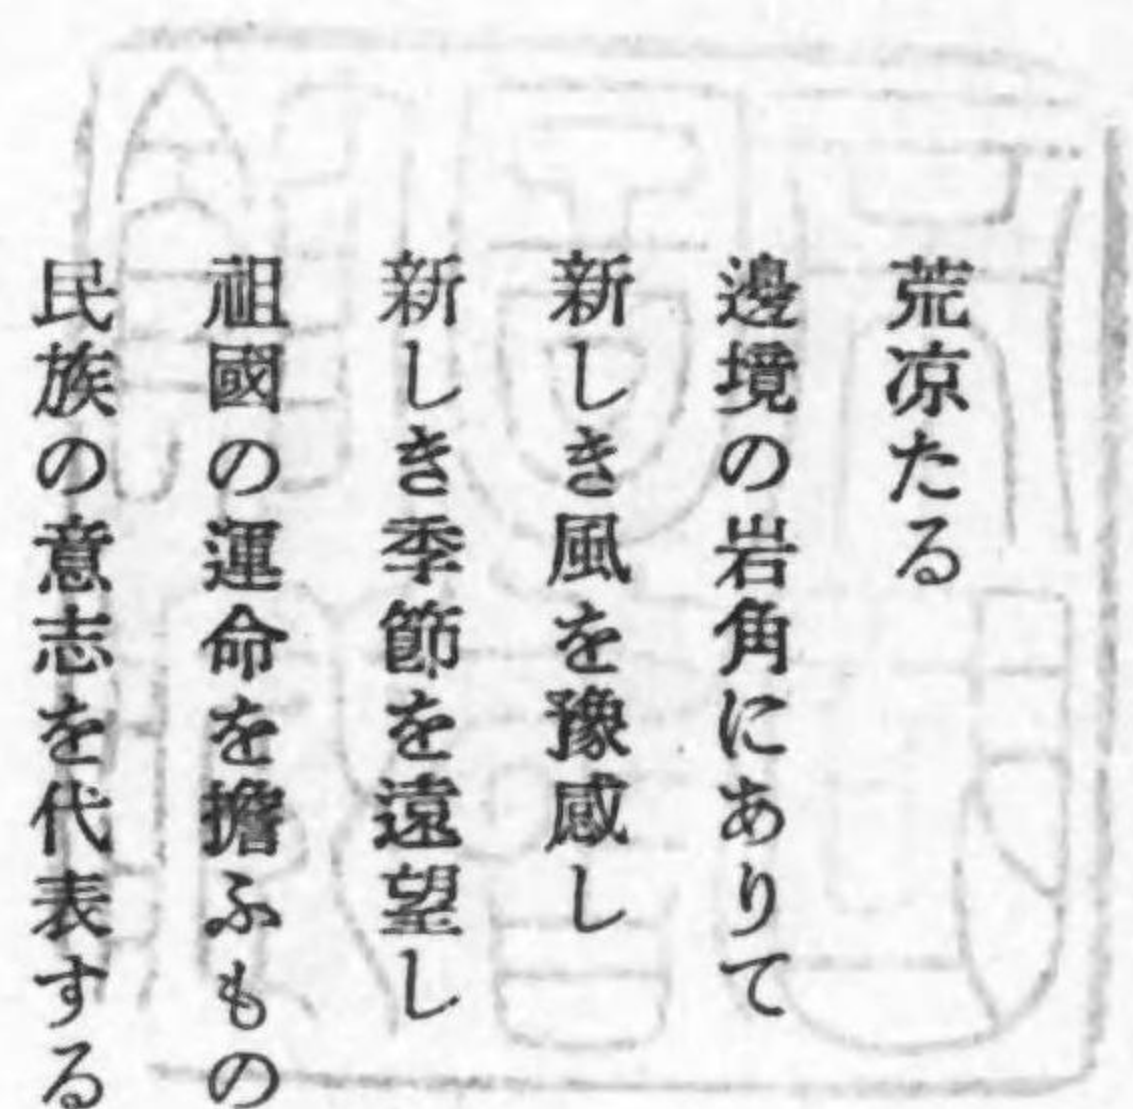 荒凉たる
邊境の岩角にありて
新しき風を豫感し
新しき季節を遠望し
祖國の運命を擔ふもの
民族の意志を代表する